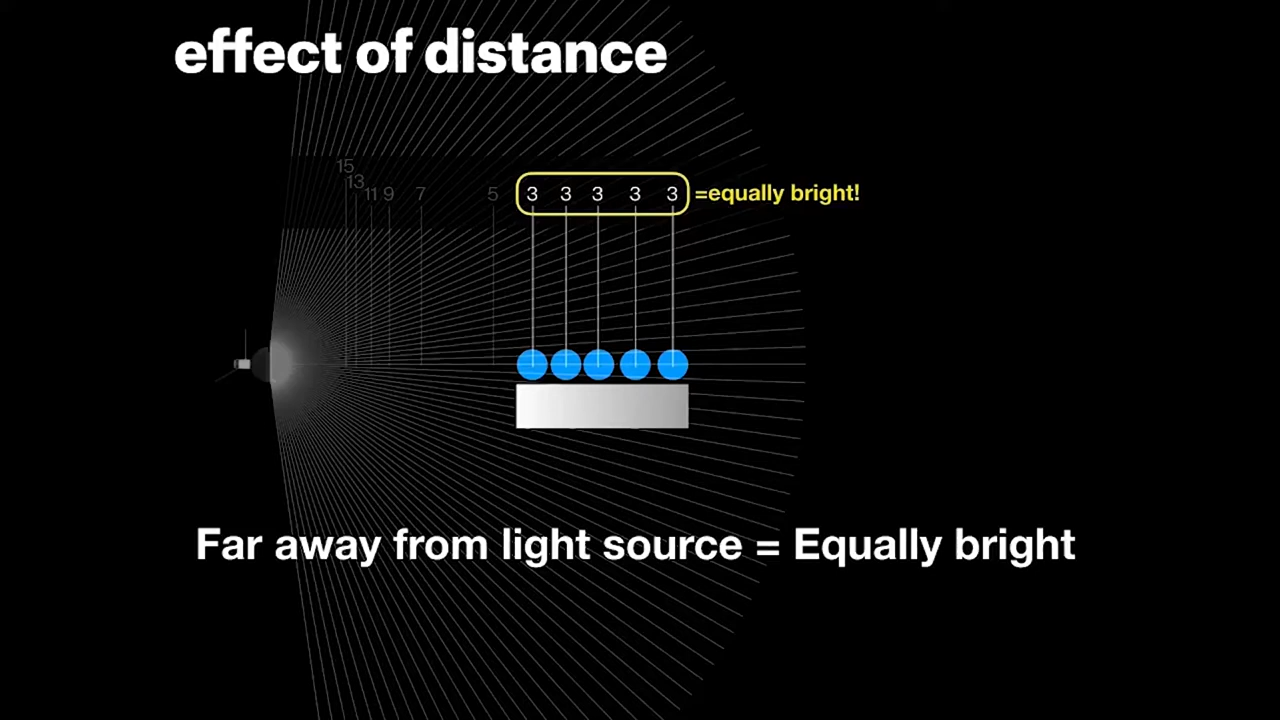 effect of distance
15
13
11 9 7 5 3 3 3 3 3 =equally bright!
Far away from light source = Equally bright